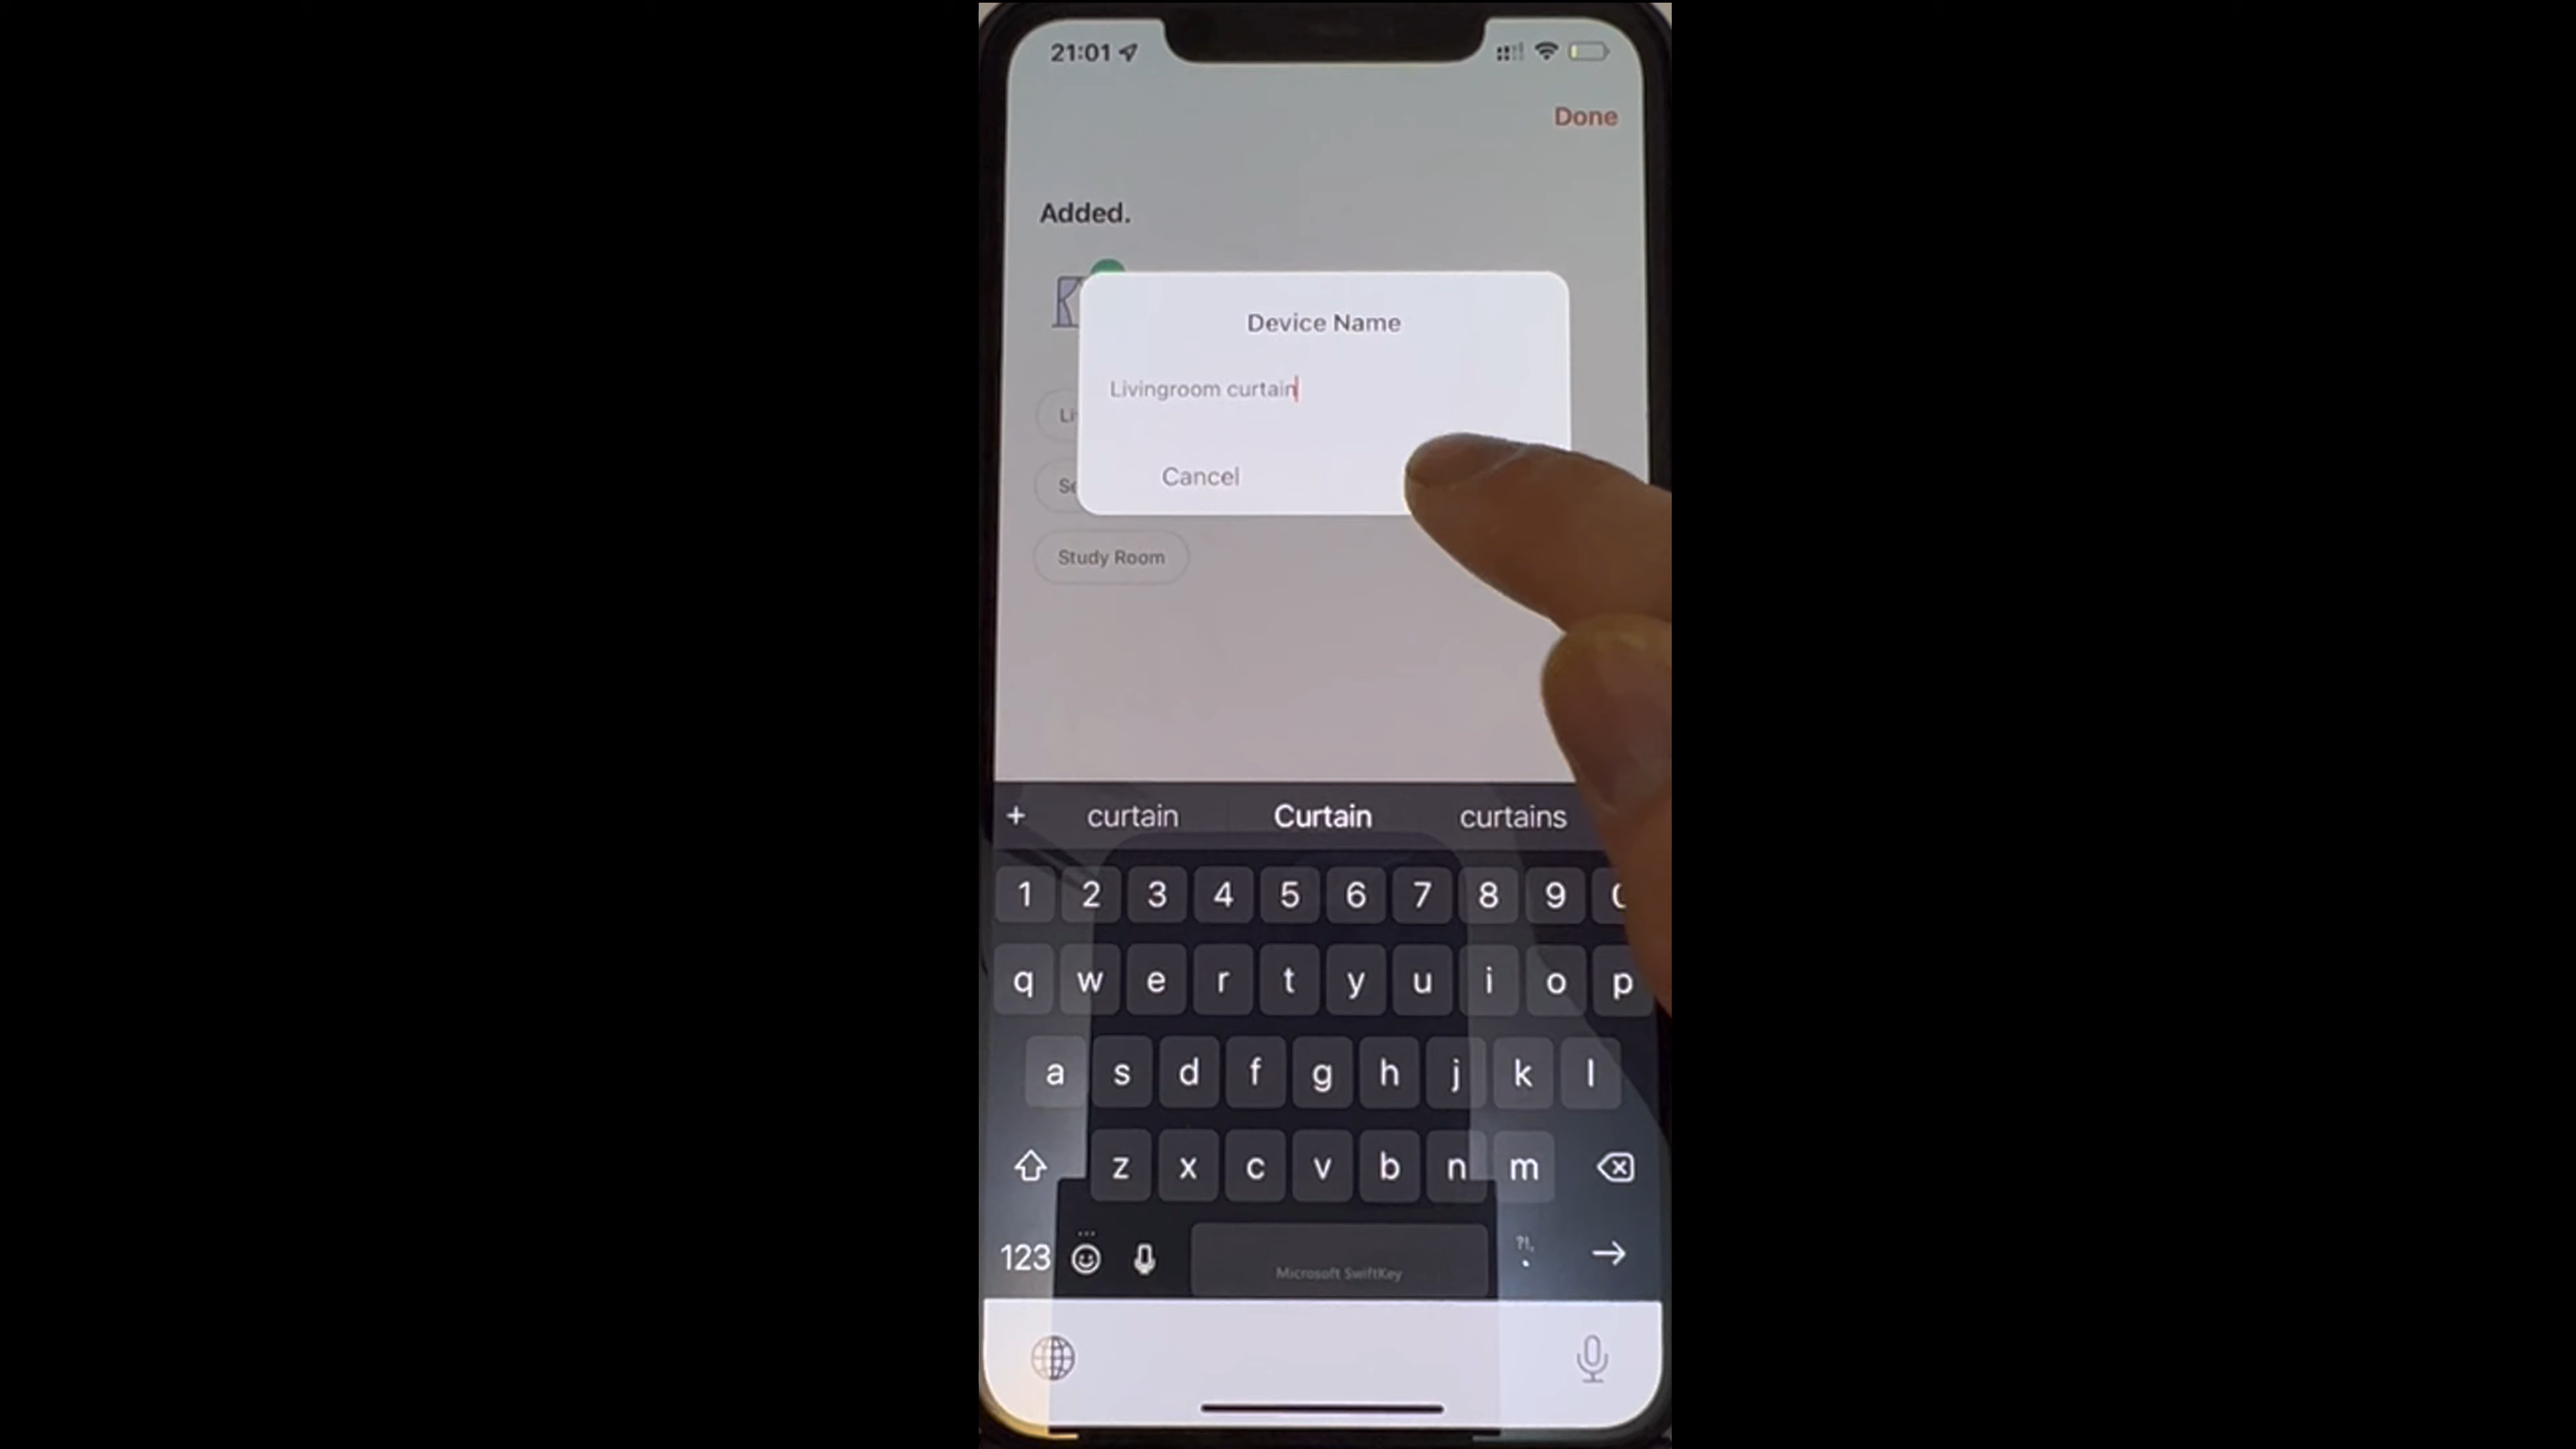 21:01
Done
Added.
Device Name
Livingroom curtain
Cancel
Study Room
+ curtain Curtain curtains
1 2 3 4 5 6 7 8 9
q w e r t y u i o p
a s d f g h j k l
z x c v b n m
123 Microsoft SwiftKey ?!, .